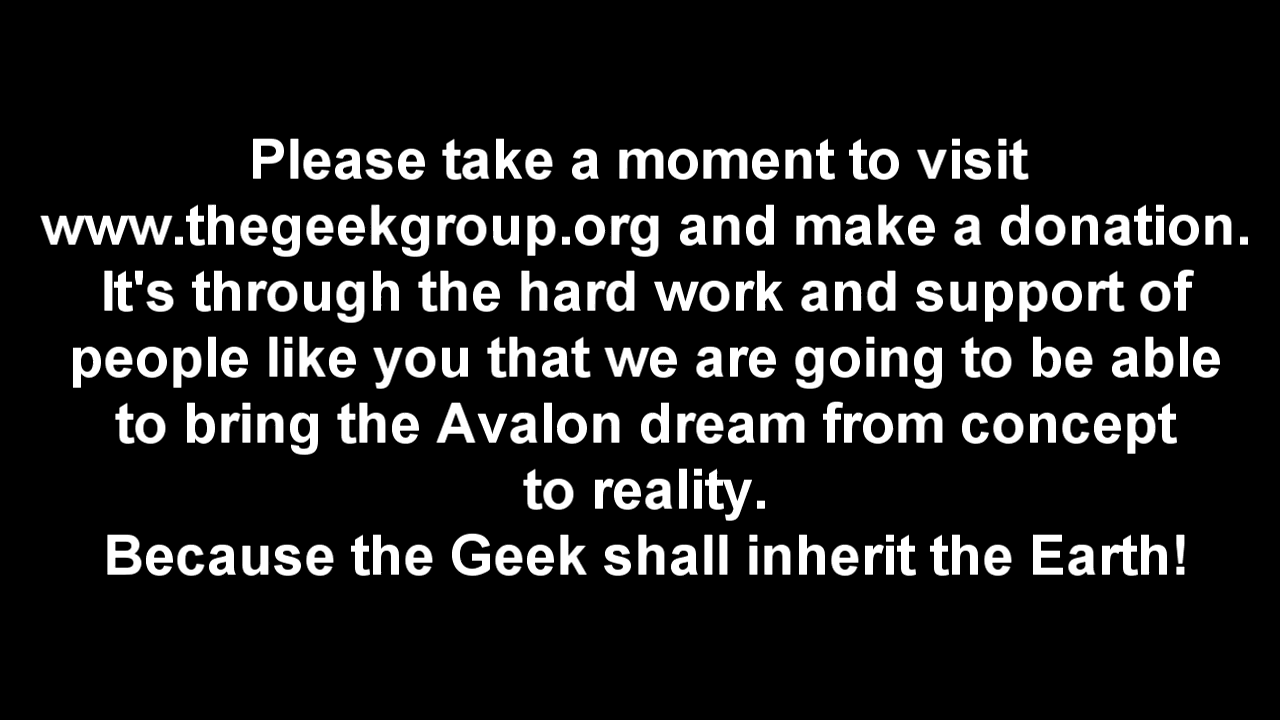 Please take a moment to visit
www.thegeekgroup.org and make a donation.
It's through the hard work and support of
people like you that we are going to be able
to bring the Avalon dream from concept
to reality.
Because the Geek shall inherit the Earth!